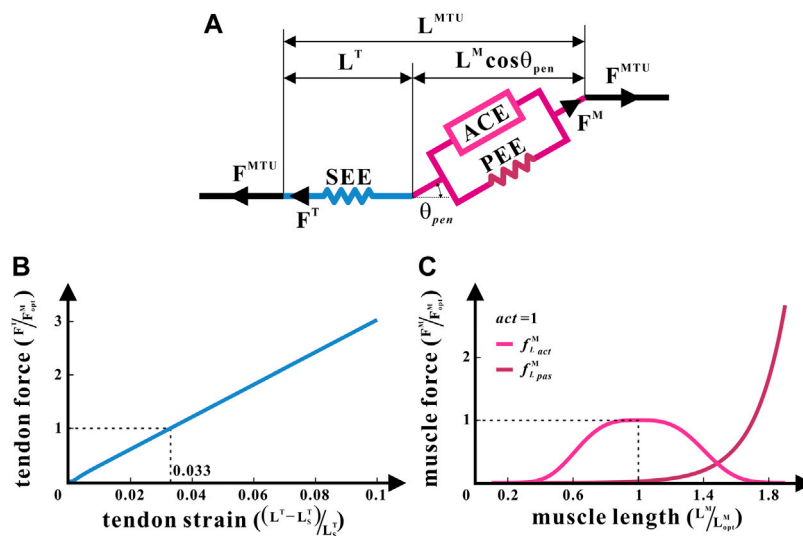 A
L^MTU
L^T
L^M cosθ_pen
F^MTU
ACE
F^M
PEE
F^MTU
SEE
F^T
θ_pen
B
tendon force (F^T/F^M_opt)
3
2
1
0.033
0
0.02
0.04
0.06
0.08
0.1
tendon strain ((L^T−L^T_S)/L^T_S)
C
muscle force (F^M/F^M_opt)
act=1
f^M_L act
f^M_L pas
2
1
0.2
0.6
1
1.4
1.8
muscle length (L^M/L^M_opt)